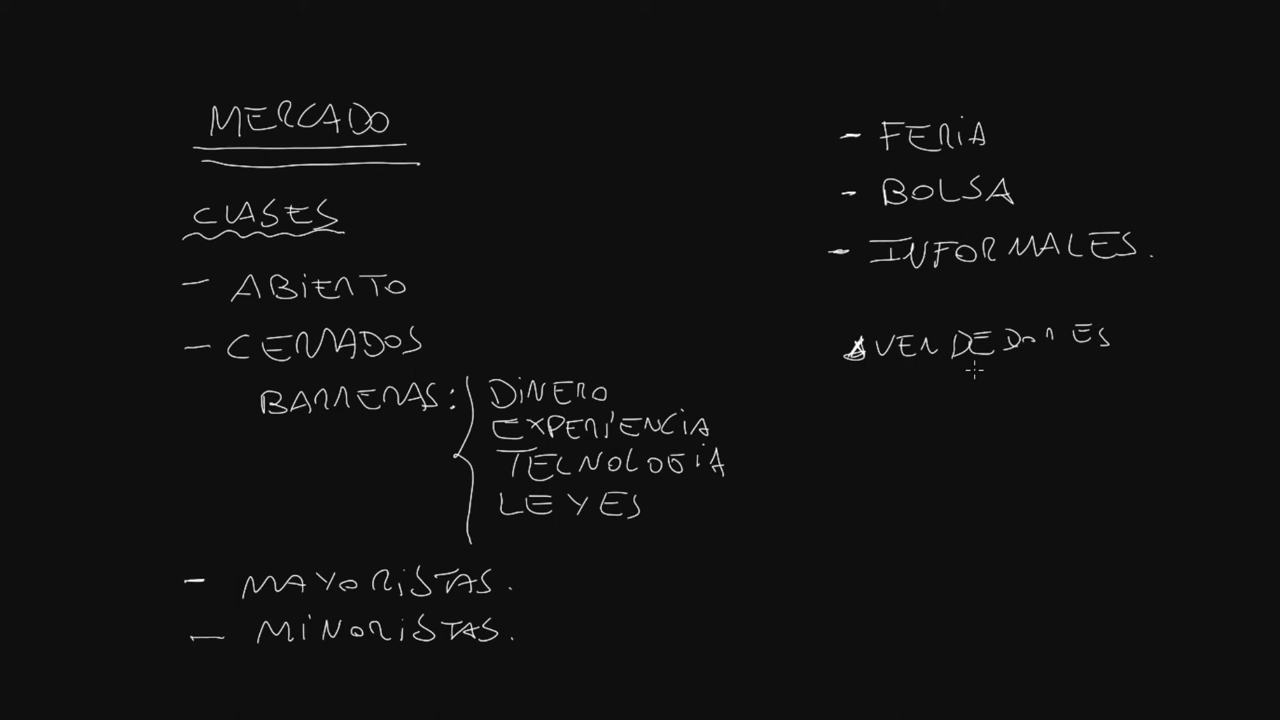 MERCADO
CLASES
- ABiERTO
- CERRADOS
BARRERAS: { DiNERO
EXPERiENCiA
TECNOLOGiA
LEYES
- MAYORiSTAS.
- MiNORiSTAS.
- FERiA
- BOLSA
- INFORMALES.
VENDEDORES